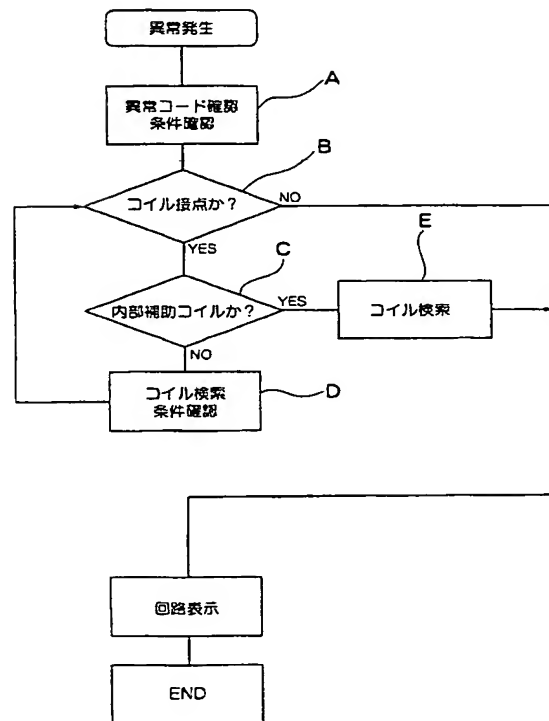 異常発生
A
異常コード確認
条件確認
B
コイル接点か?
NO
YES
C
E
内部補助コイルか?
YES
コイル検索
NO
コイル検索
条件確認
D
回路表示
END